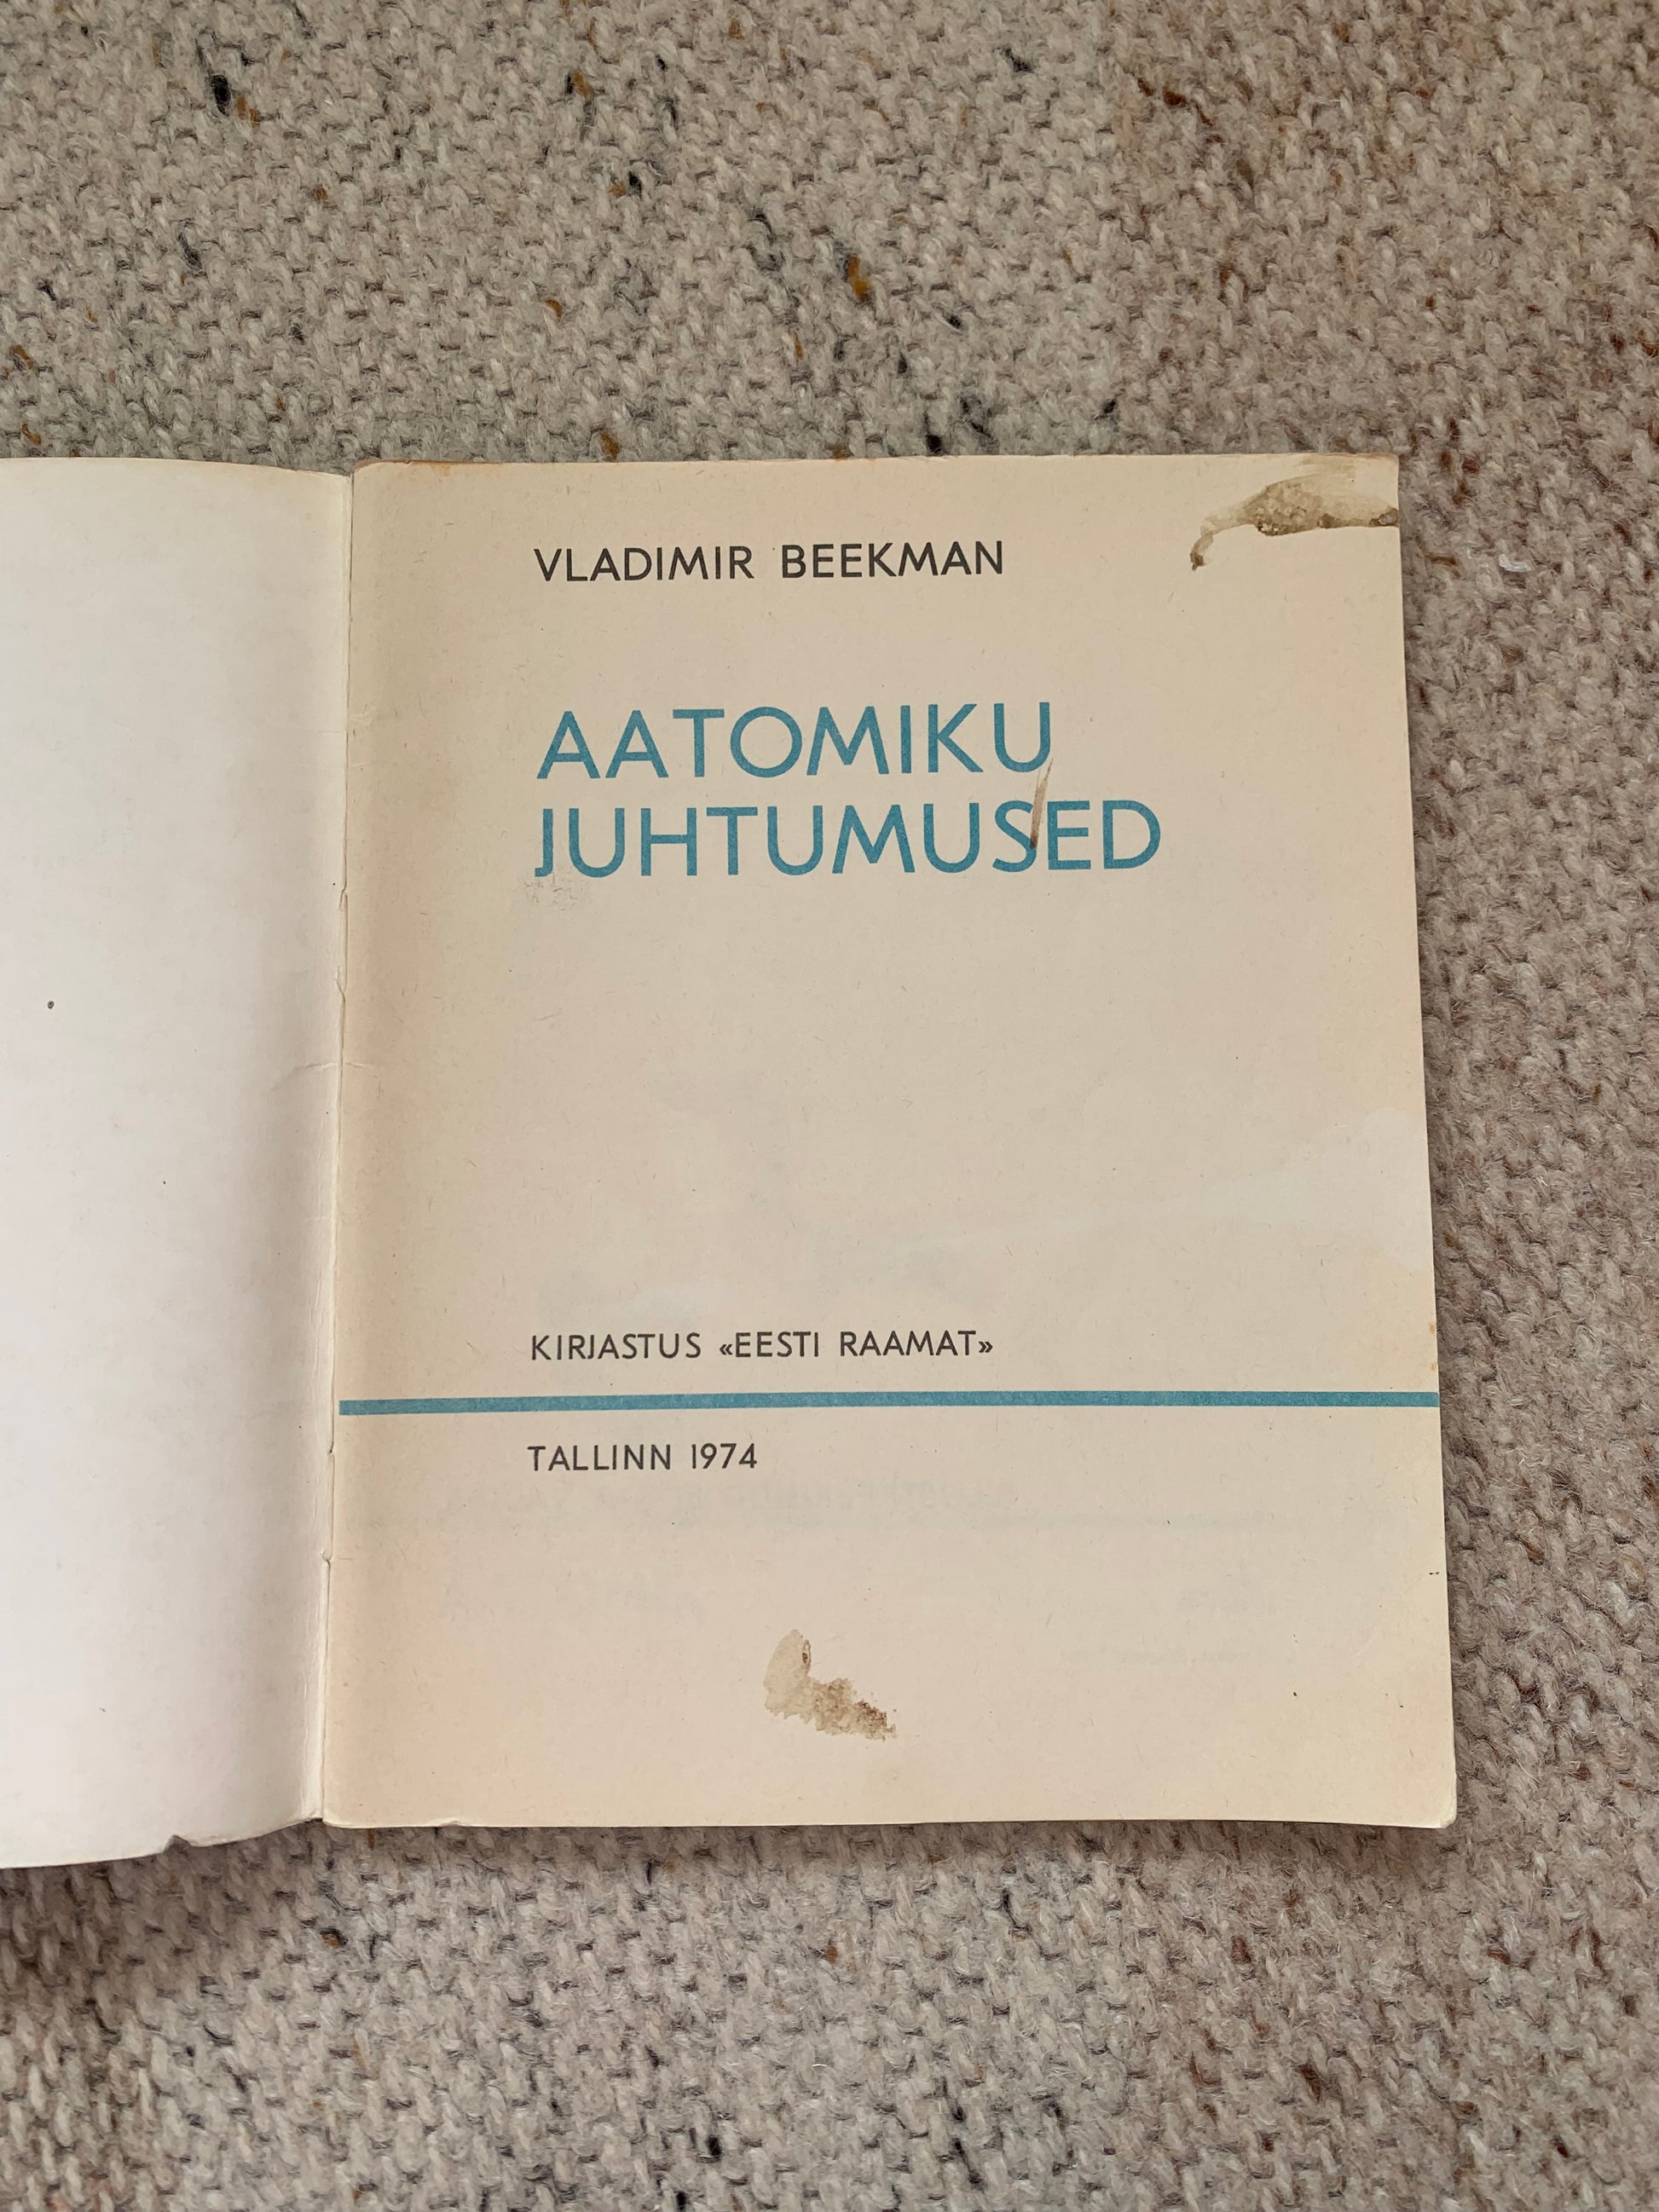 VLADIMIR BEEKMAN
AATOMIKU
JUHTUMUSED
KIRJASTUS «EESTI RAAMAT»
TALLINN 1974